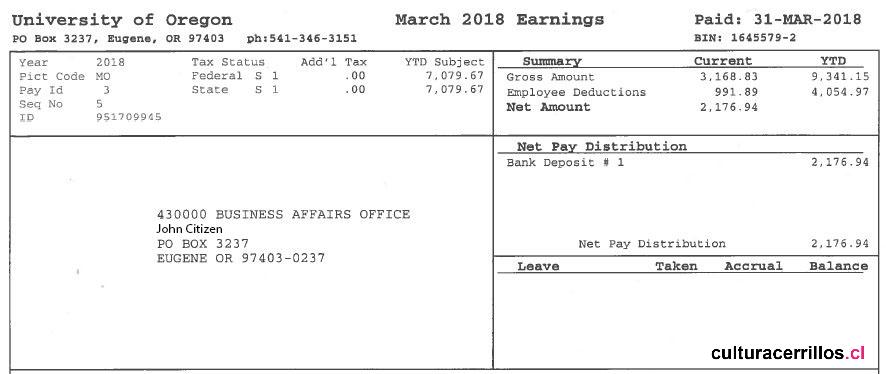 University of Oregon March 2018 Earnings Paid: 31-MAR-2018
PO Box 3237, Eugene, OR 97403 ph:541-346-3151 BIN: 1645579-2
Year 2018 Tax Status Add'l Tax YTD Subject
Pict Code MO Federal S 1 .00 7,079.67
Pay Id 3 State S 1 .00 7,079.67
Seq No 5
ID 951709945
Summary Current YTD
Gross Amount 3,168.83 9,341.15
Employee Deductions 991.89 4,054.97
Net Amount 2,176.94
Net Pay Distribution
Bank Deposit # 1 2,176.94
430000 BUSINESS AFFAIRS OFFICE
John Citizen
PO BOX 3237
EUGENE OR 97403-0237
Net Pay Distribution 2,176.94
Leave Taken Accrual Balance
culturacerrillos.cl